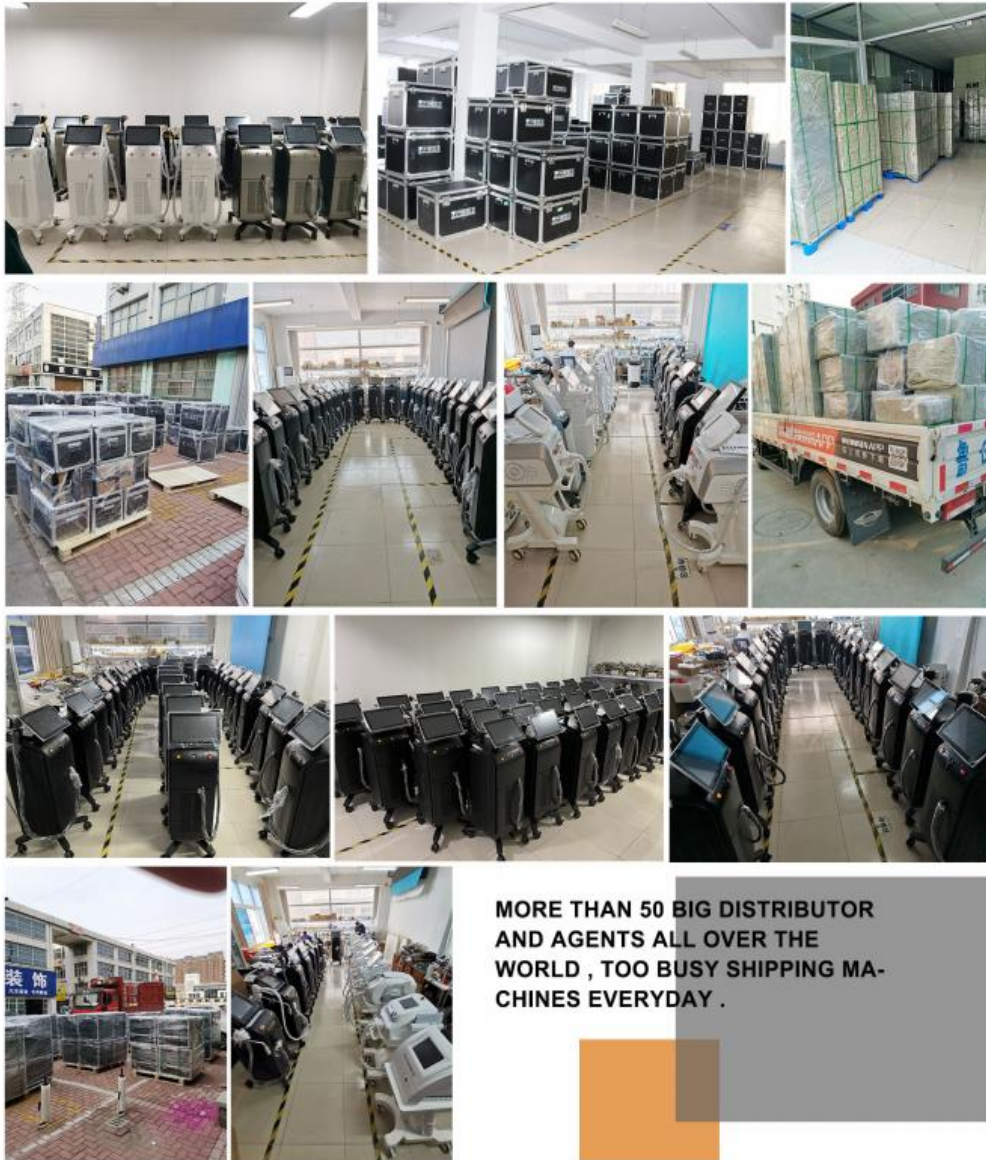 装饰
MORE THAN 50 BIG DISTRIBUTOR
AND AGENTS ALL OVER THE
WORLD , TOO BUSY SHIPPING MA-
CHINES EVERYDAY .